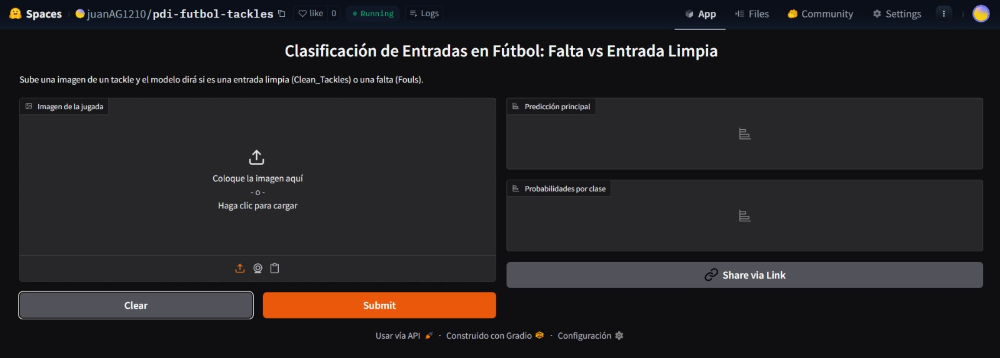 Spaces juanAG1210/pdi-futbol-tackles like 0 Running Logs App Files Community Settings
Clasificación de Entradas en Fútbol: Falta vs Entrada Limpia
Sube una imagen de un tackle y el modelo dirá si es una entrada limpia (Clean_Tackles) o una falta (Fouls).
Imagen de la jugada
Coloque la imagen aquí
- o -
Haga clic para cargar
Clear
Submit
Predicción principal
Probabilidades por clase
Share via Link
Usar vía API · Construido con Gradio · Configuración